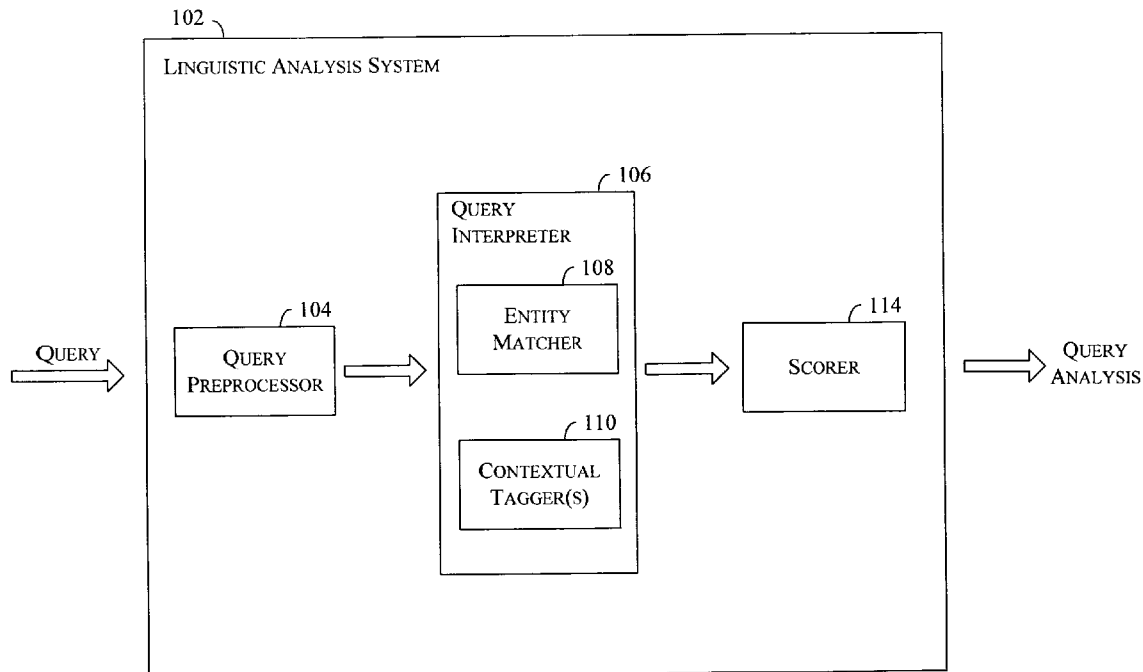 102
LINGUISTIC ANALYSIS SYSTEM
106
QUERY
INTERPRETER
108
ENTITY
MATCHER
104
QUERY
PREPROCESSOR
114
SCORER
QUERY
QUERY
ANALYSIS
110
CONTEXTUAL
TAGGER(S)